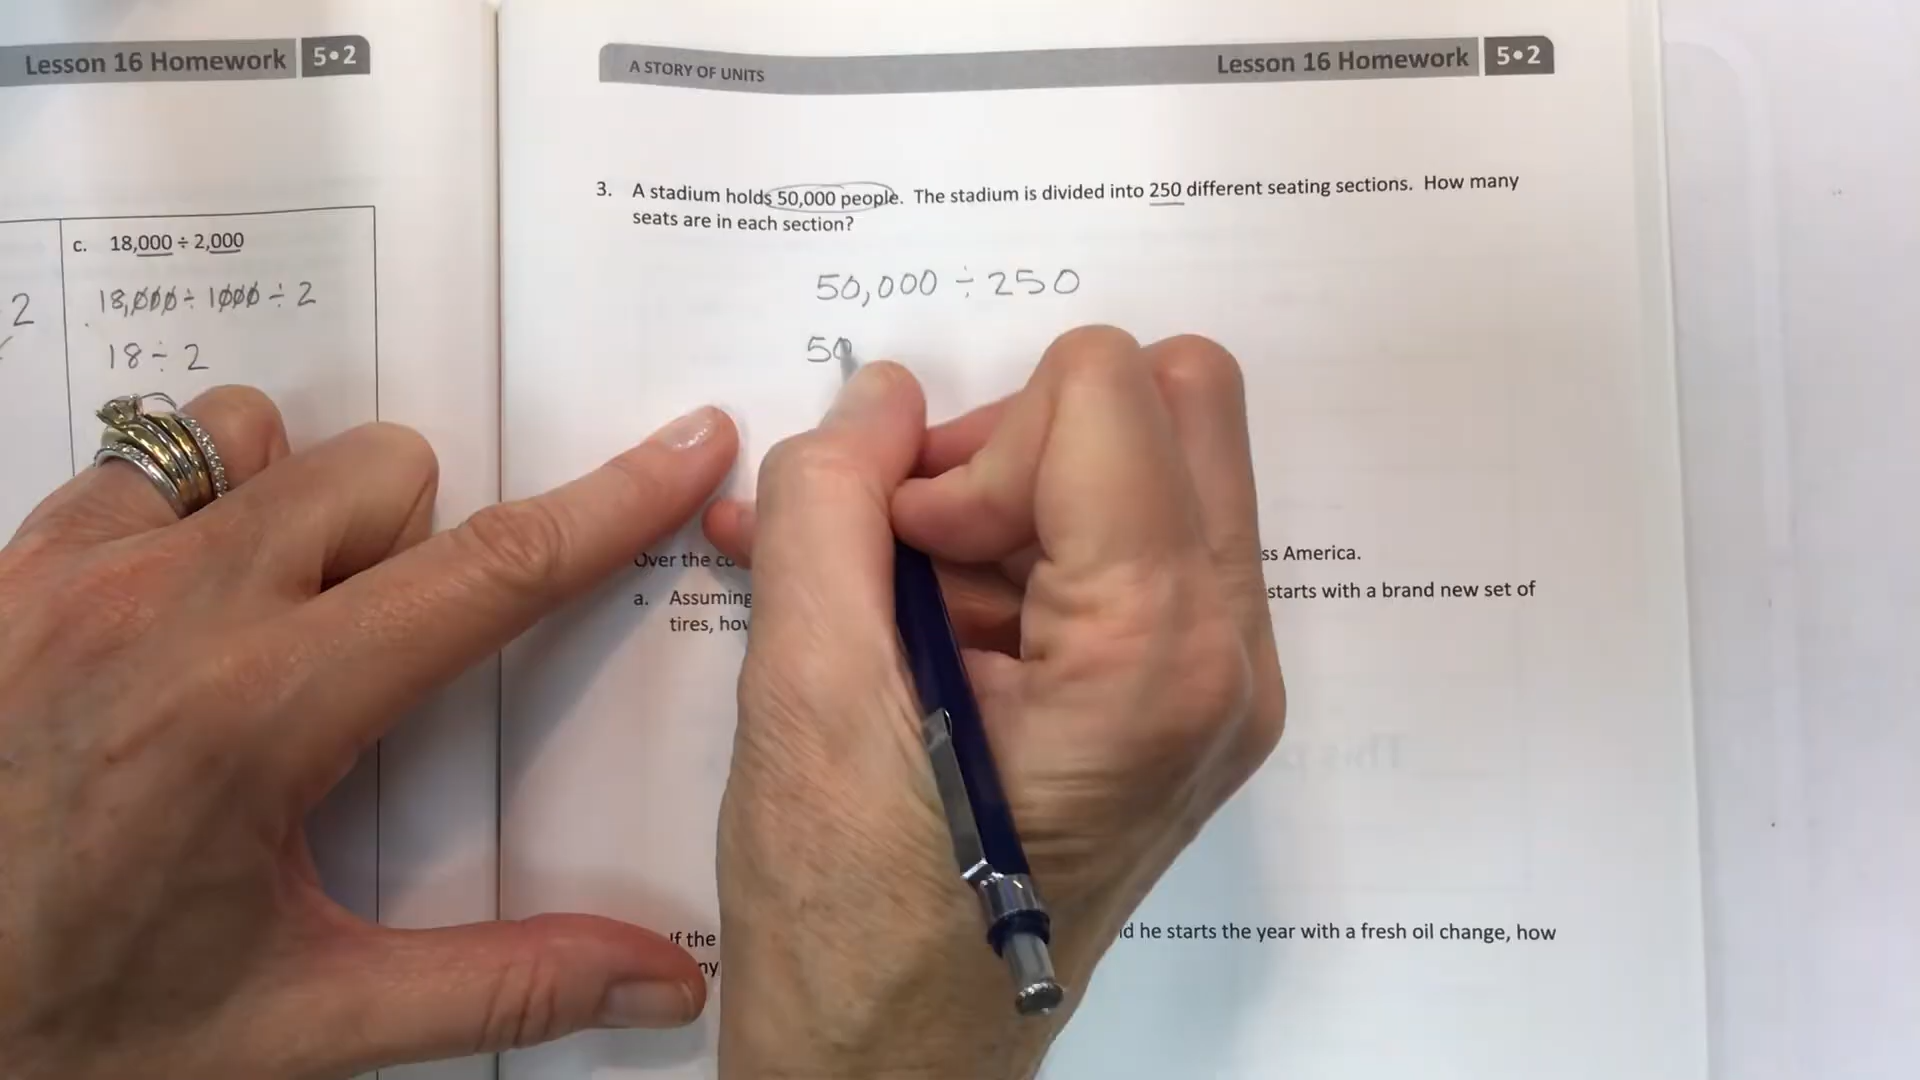 Lesson 16 Homework 5•2
c. 18,000 ÷ 2,000
18,000 ÷ 1000 ÷ 2
2
18 ÷ 2
A STORY OF UNITS Lesson 16 Homework 5•2
3. A stadium holds 50,000 people. The stadium is divided into 250 different seating sections. How many
seats are in each section?
50,000 ÷ 250
50
Over the ss America.
a. Assuming starts with a brand new set of
tires,
If the he starts the year with a fresh oil change, how